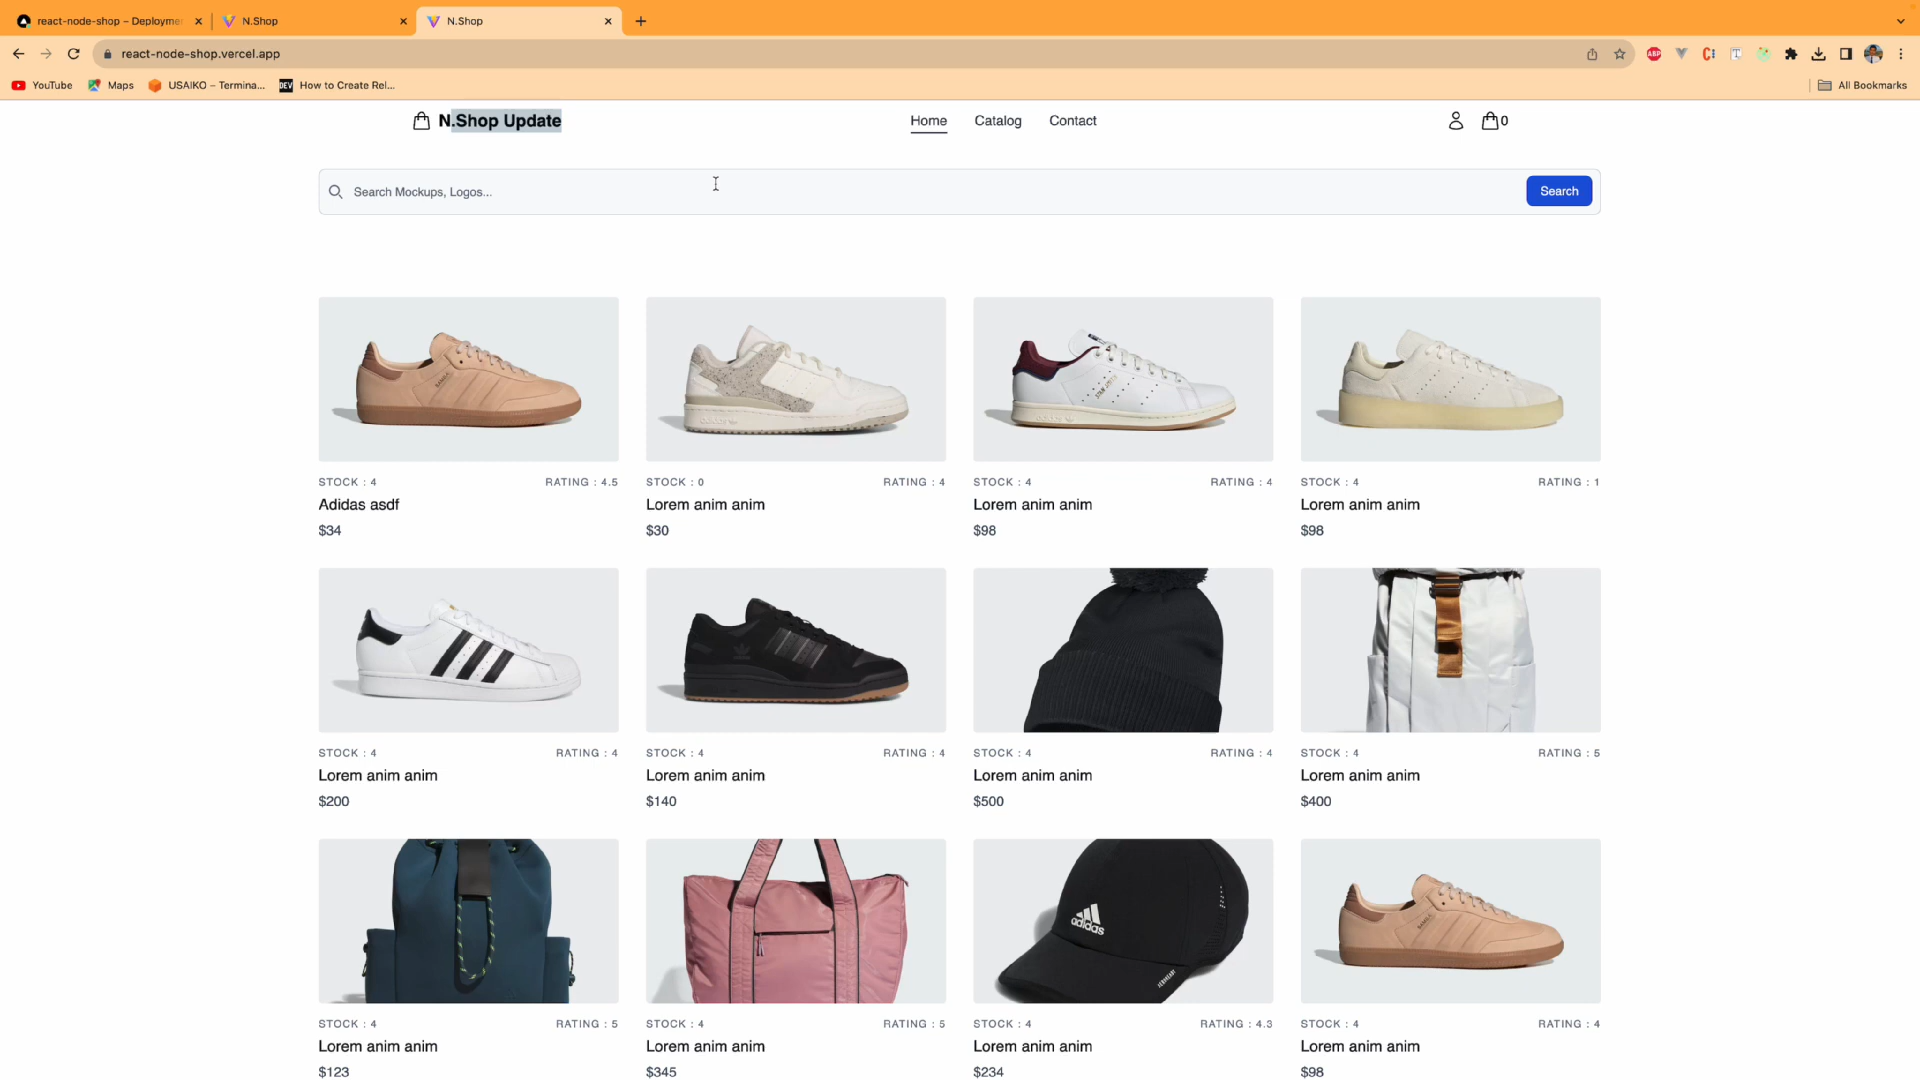 react-node-shop – Deployme
N.Shop
N.Shop
react-node-shop.vercel.app
ABP
YouTube
Maps
USAIKO – Termina...
DEV
How to Create Rel...
All Bookmarks
N.Shop Update
Home
Catalog
Contact
0
Search Mockups, Logos...
Search
STOCK : 4 RATING : 4.5
Adidas asdf
$34
STOCK : 0 RATING : 4
Lorem anim anim
$30
STOCK : 4 RATING : 4
Lorem anim anim
$98
STOCK : 4 RATING : 1
Lorem anim anim
$98
STOCK : 4 RATING : 4
Lorem anim anim
$200
STOCK : 4 RATING : 4
Lorem anim anim
$140
STOCK : 4 RATING : 4
Lorem anim anim
$500
STOCK : 4 RATING : 5
Lorem anim anim
$400
adidas
STOCK : 4 RATING : 5
Lorem anim anim
$123
STOCK : 4 RATING : 5
Lorem anim anim
$345
STOCK : 4 RATING : 4.3
Lorem anim anim
$234
STOCK : 4 RATING : 4
Lorem anim anim
$98